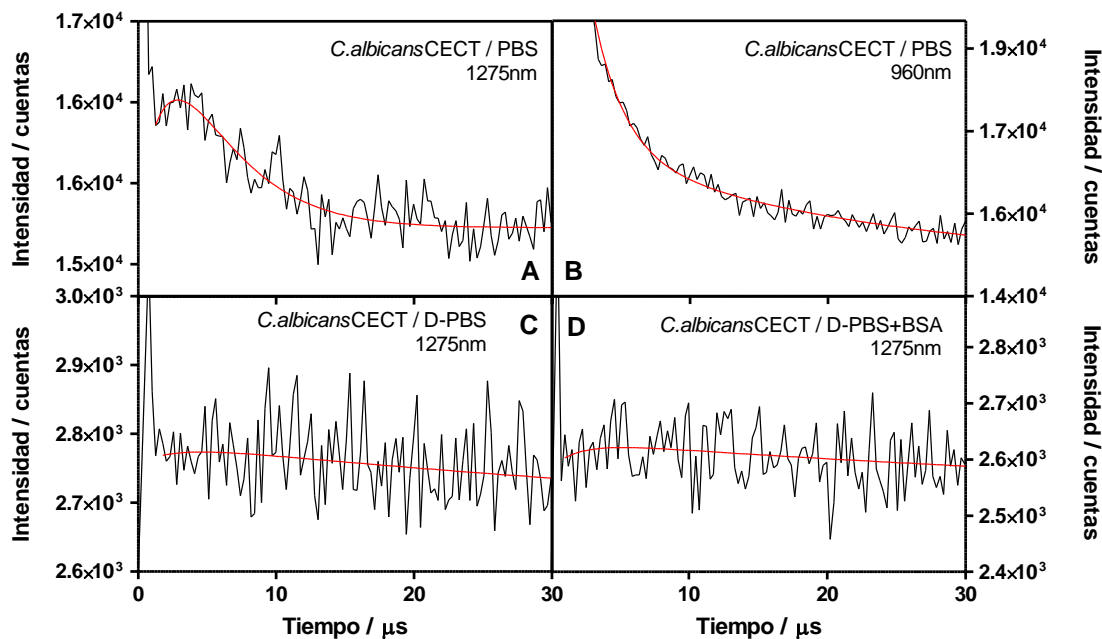 1.7×10⁴
1.6×10⁴
1.6×10⁴
1.5×10⁴
Intensidad / cuentas
C.albicansCECT / PBS
1275nm
A
C.albicansCECT / PBS
960nm
B
1.9×10⁴
1.7×10⁴
1.6×10⁴
1.4×10⁴
Intensidad / cuentas
3.0×10³
2.9×10³
2.8×10³
2.7×10³
2.6×10³
Intensidad / cuentas
C.albicansCECT / D-PBS
1275nm
C
D
C.albicansCECT / D-PBS+BSA
1275nm
2.8×10³
2.7×10³
2.6×10³
2.5×10³
2.4×10³
Intensidad / cuentas
0 10 20 30
10 20 30
Tiempo / μs
Tiempo / μs